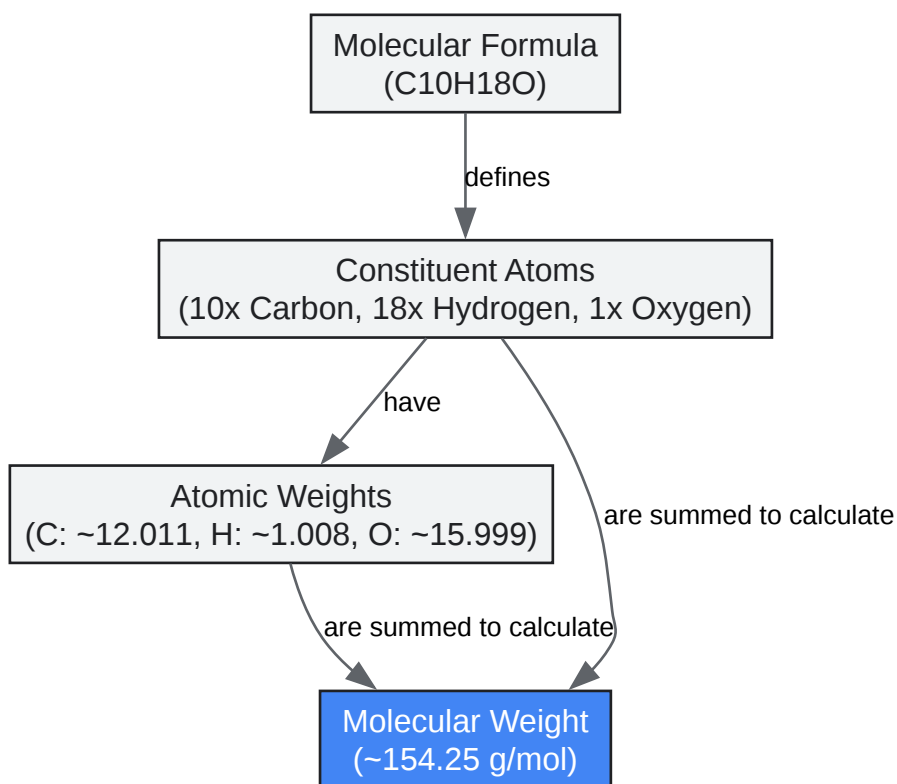 Molecular Formula
(C10H18O)
defines
Constituent Atoms
(10x Carbon, 18x Hydrogen, 1x Oxygen)
have
Atomic Weights
(C: ~12.011, H: ~1.008, O: ~15.999)
are summed to calculate
are summed to calculate
Molecular Weight
(~154.25 g/mol)